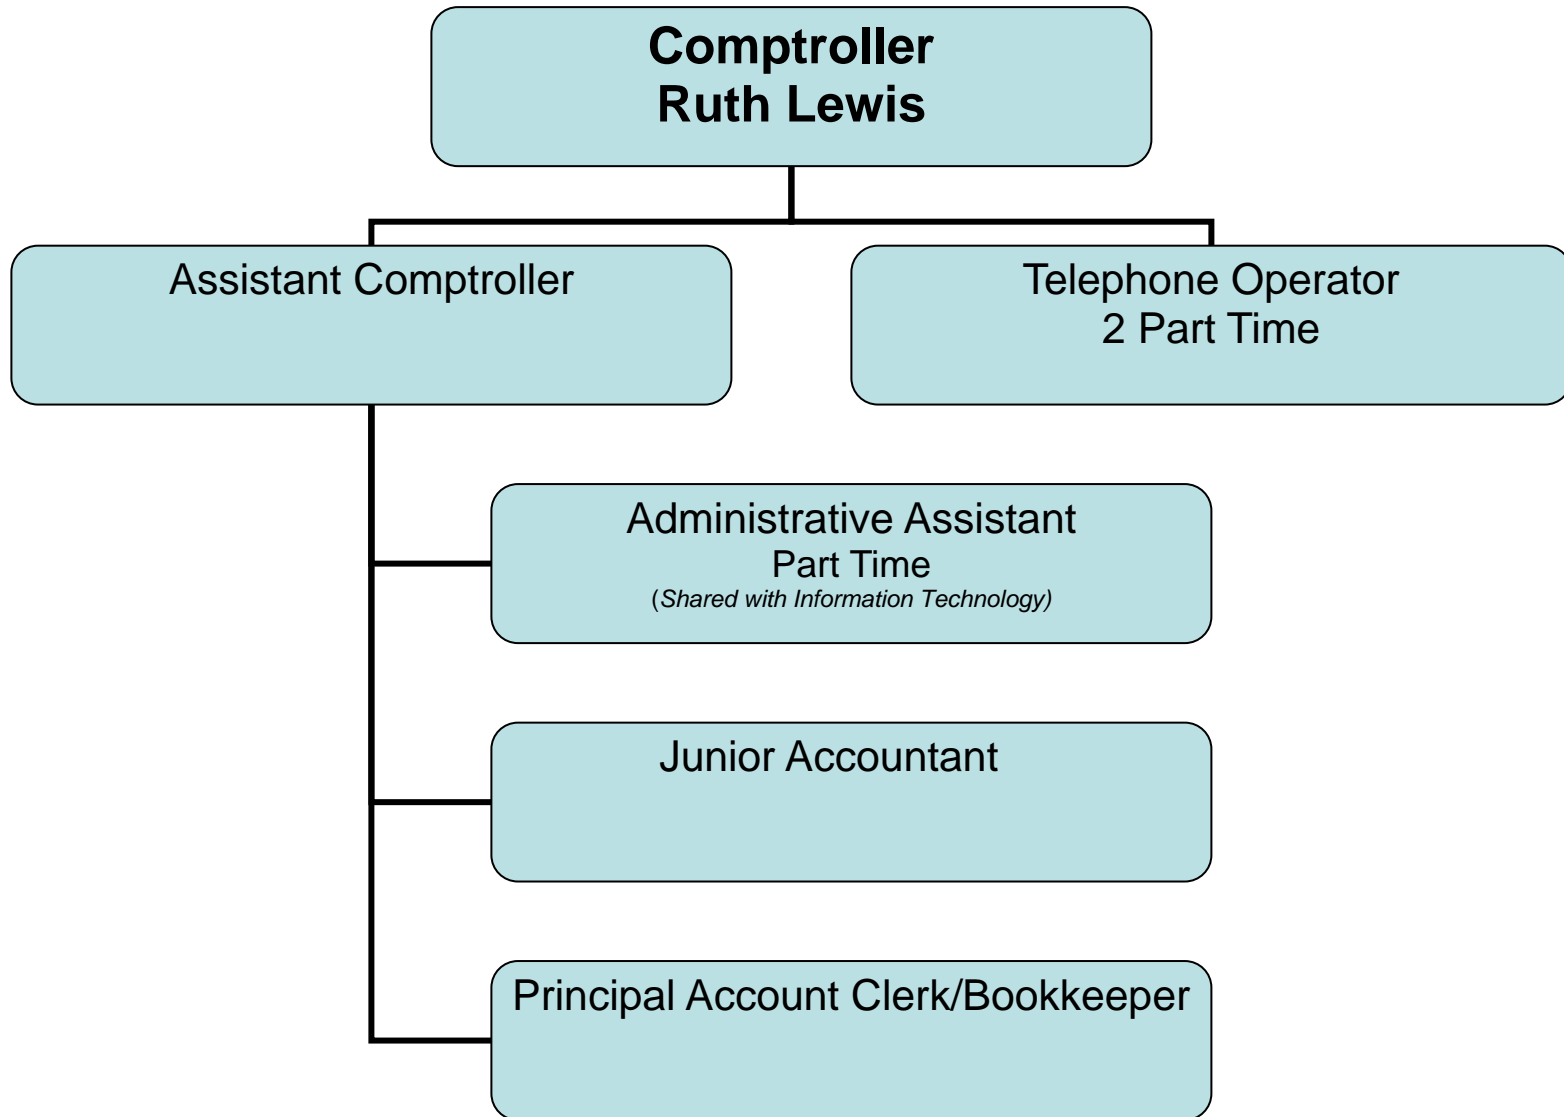 Comptroller
Ruth Lewis
Assistant Comptroller
Telephone Operator
2 Part Time
Administrative Assistant
Part Time
(Shared with Information Technology)
Junior Accountant
Principal Account Clerk/Bookkeeper